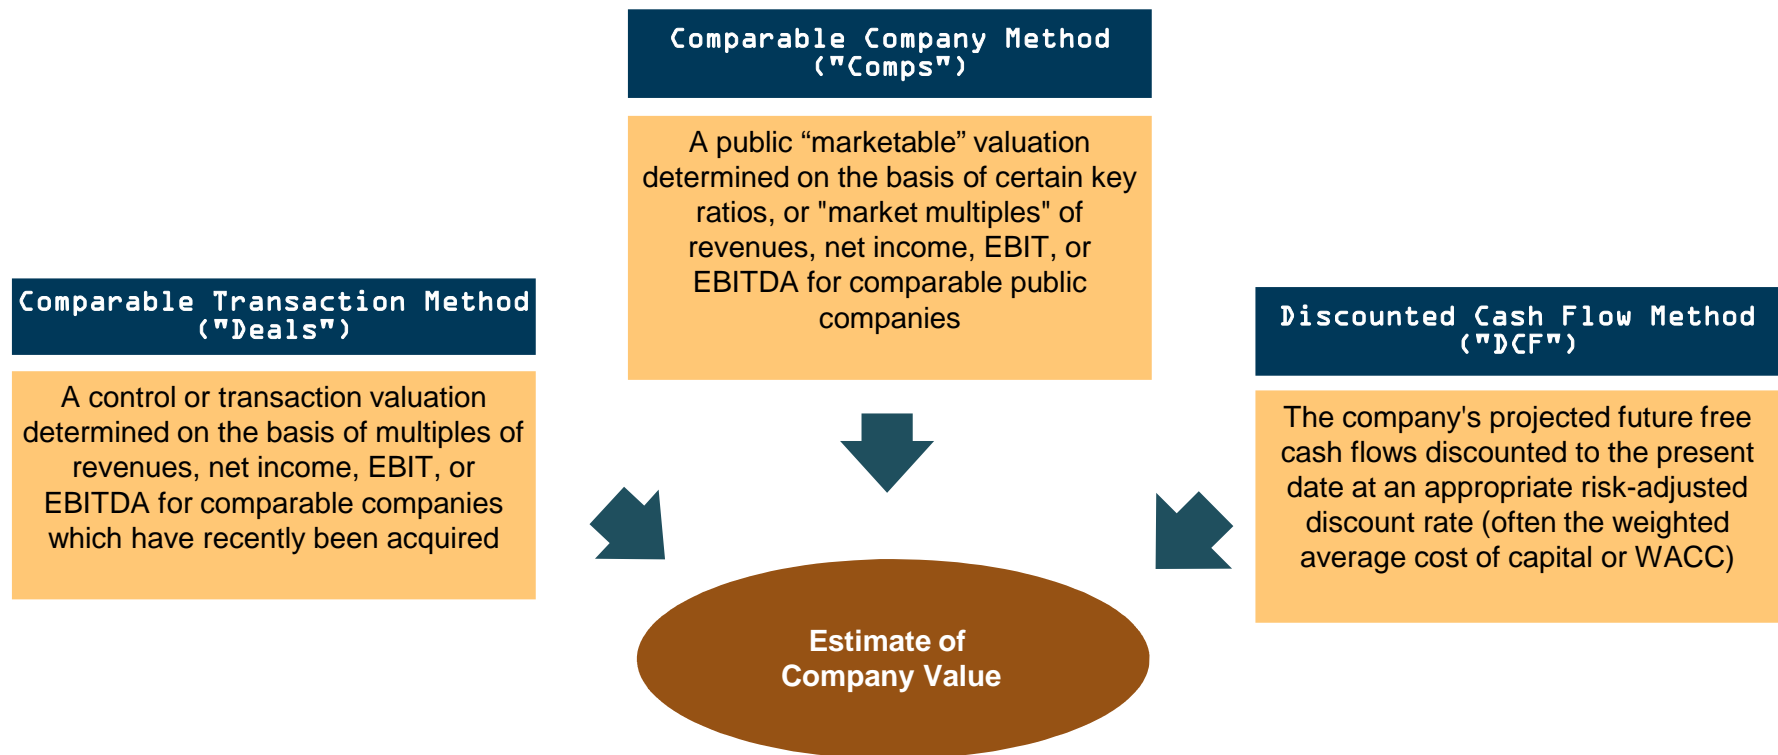 Comparable Company Method
("Comps")
A public “marketable” valuation
determined on the basis of certain key
ratios, or "market multiples" of
revenues, net income, EBIT, or
EBITDA for comparable public
companies
Comparable Transaction Method
("Deals")
A control or transaction valuation
determined on the basis of multiples of
revenues, net income, EBIT, or
EBITDA for comparable companies
which have recently been acquired
Discounted Cash Flow Method
("DCF")
The company's projected future free
cash flows discounted to the present
date at an appropriate risk-adjusted
discount rate (often the weighted
average cost of capital or WACC)
Estimate of
Company Value